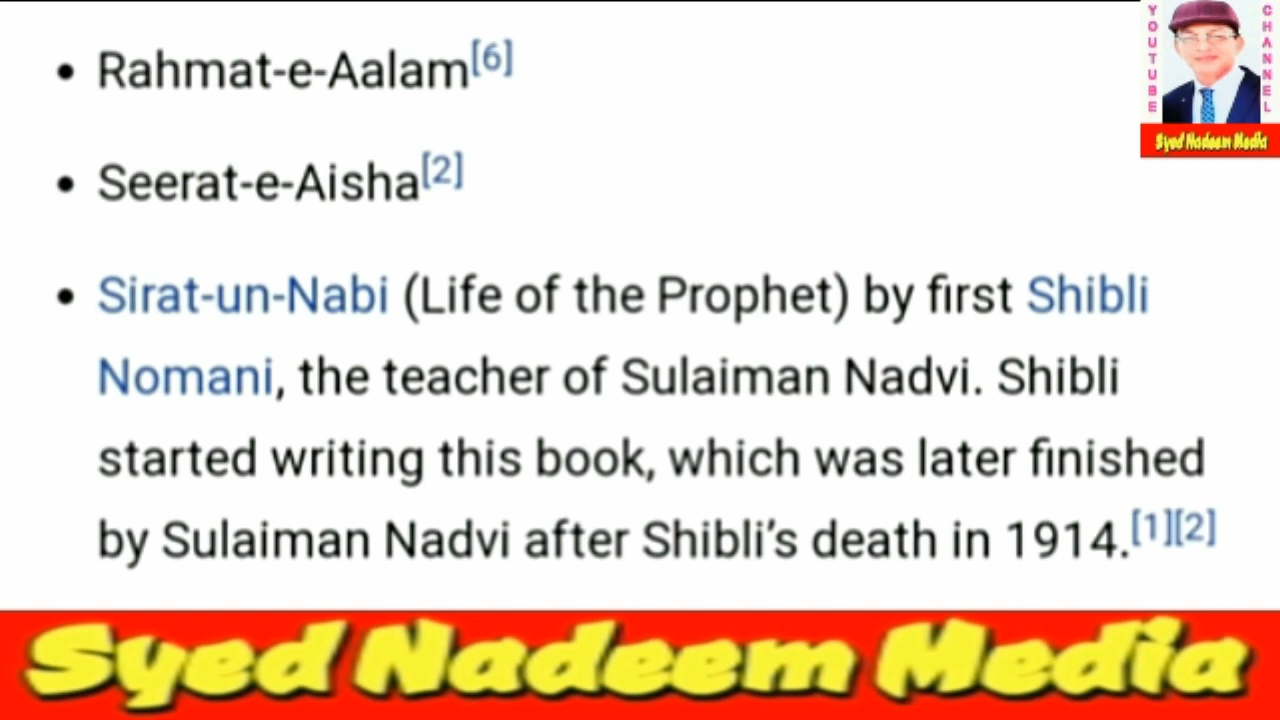 • Rahmat-e-Aalam[6]
• Seerat-e-Aisha[2]
• Sirat-un-Nabi (Life of the Prophet) by first Shibli
Nomani, the teacher of Sulaiman Nadvi. Shibli
started writing this book, which was later finished
by Sulaiman Nadvi after Shibli’s death in 1914.[1][2]
YOUTUBE
CHANNEL
Syed Nadeem Media
Syed Nadeem Media